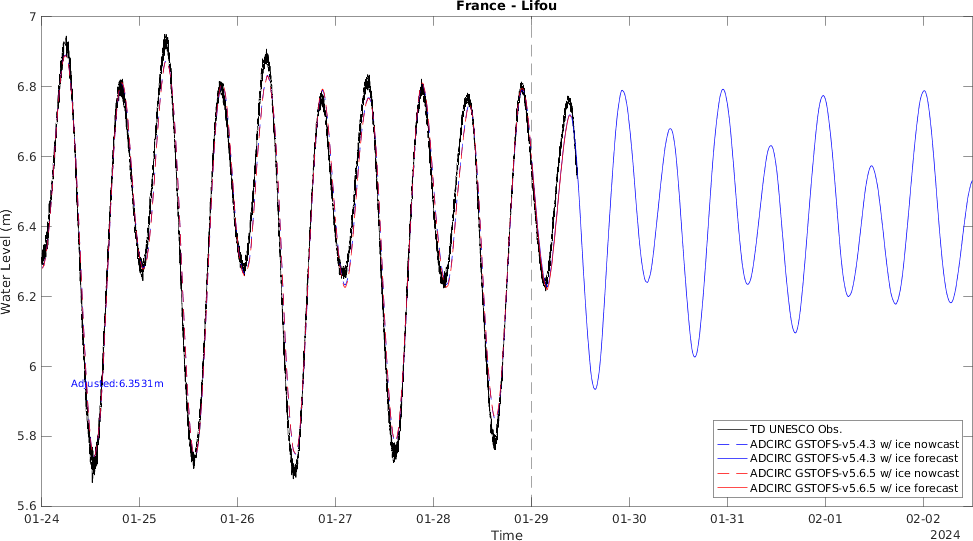 France - Lifou
7
6.8
6.6
6.4
6.2
6
5.8
5.6
Water Level (m)
Adjusted:6.3531m
TD UNESCO Obs.
ADCIRC GSTOFS-v5.4.3 w/ ice nowcast
ADCIRC GSTOFS-v5.4.3 w/ ice forecast
ADCIRC GSTOFS-v5.6.5 w/ ice nowcast
ADCIRC GSTOFS-v5.6.5 w/ ice forecast
01-24 01-25 01-26 01-27 01-28 01-29 01-30 01-31 02-01 02-02
Time
2024